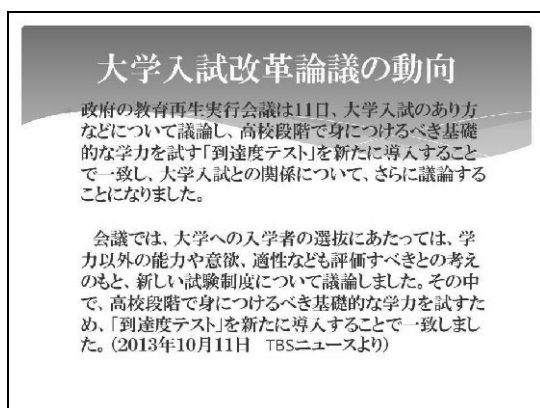 大学入試改革論議の動向
政府の教育再生実行会議は11日、大学入試のあり方
などについて議論し、高校段階で身につけるべき基礎
的な学力を試す「到達度テスト」を新たに導入すること
で一致し、大学入試との関係について、さらに議論する
ことになりました。
会議では、大学への入学者の選抜にあたっては、学
力以外の能力や意欲、適性なども評価すべきとの考え
のもと、新しい試験制度について議論しました。その中
で、高校段階で身につけるべき基礎的な学力を試すた
め、「到達度テスト」を新たに導入することで一致しまし
た。(2013年10月11日　TBSニュースより)